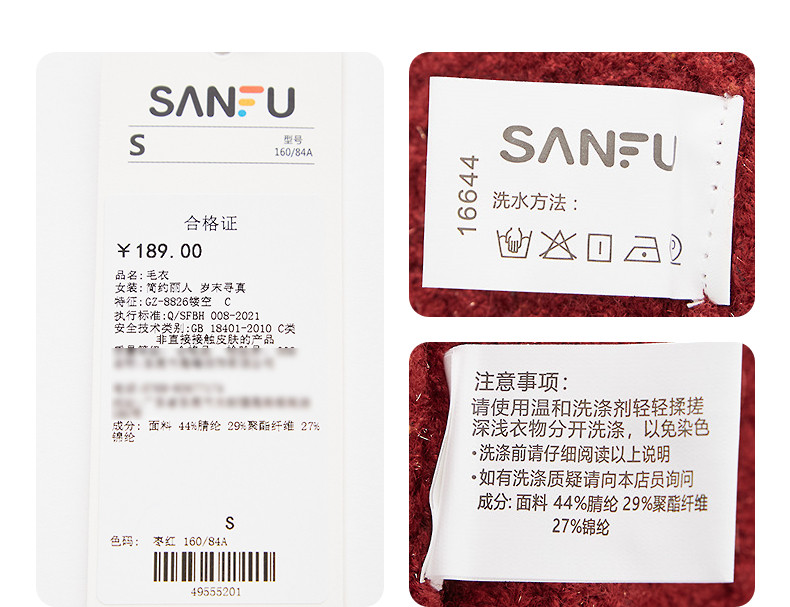 SANFU
S
型号
160/84A
合格证
￥189.00
品名:毛衣
女装:简约丽人 岁末寻真
特征:GZ-8826镂空 C
执行标准:Q/SFBH 008-2021
安全技术类别:GB 18401-2010 C类
非直接接触皮肤的产品
成分: 面料 44%腈纶 29%聚酯纤维 27%
锦纶
S
色码: 枣红 160/84A
49555201
SANFU
16644
洗水方法：
注意事项：
请使用温和洗涤剂轻轻揉搓
深浅衣物分开洗涤，以免染色
·洗涤前请仔细阅读以上说明
·如有洗涤质疑请向本店员询问
成分: 面料 44%腈纶 29%聚酯纤维
27%锦纶